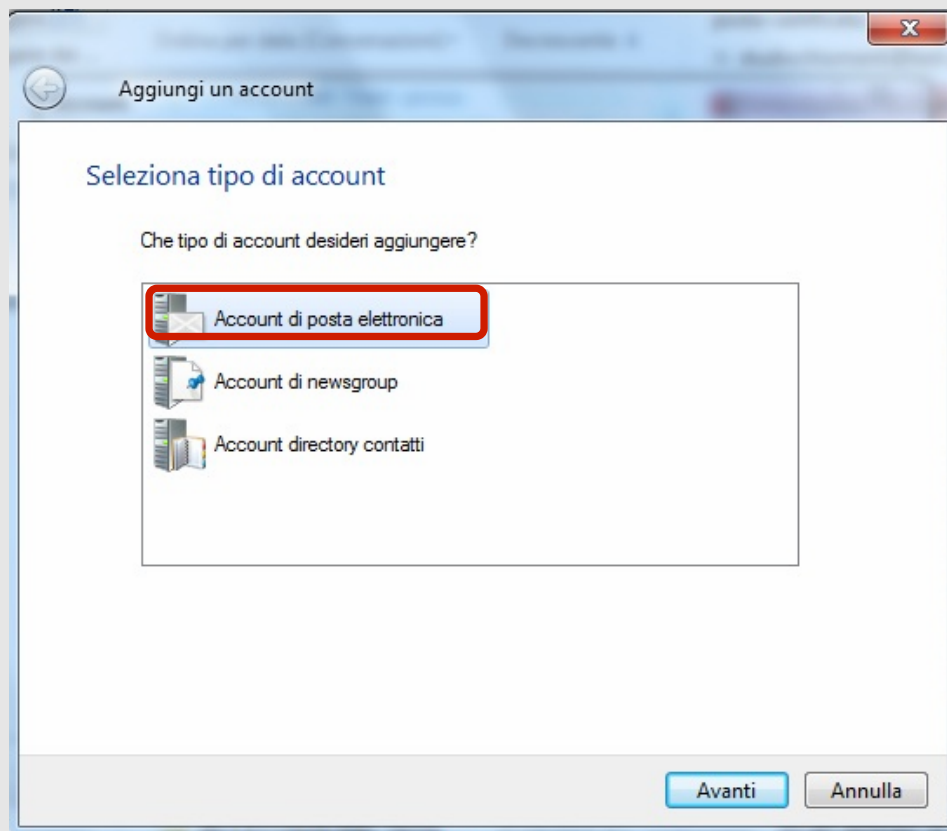 Aggiungi un account
Seleziona tipo di account
Che tipo di account desideri aggiungere?
Account di posta elettronica
Account di newsgroup
Account directory contatti
Avanti
Annulla